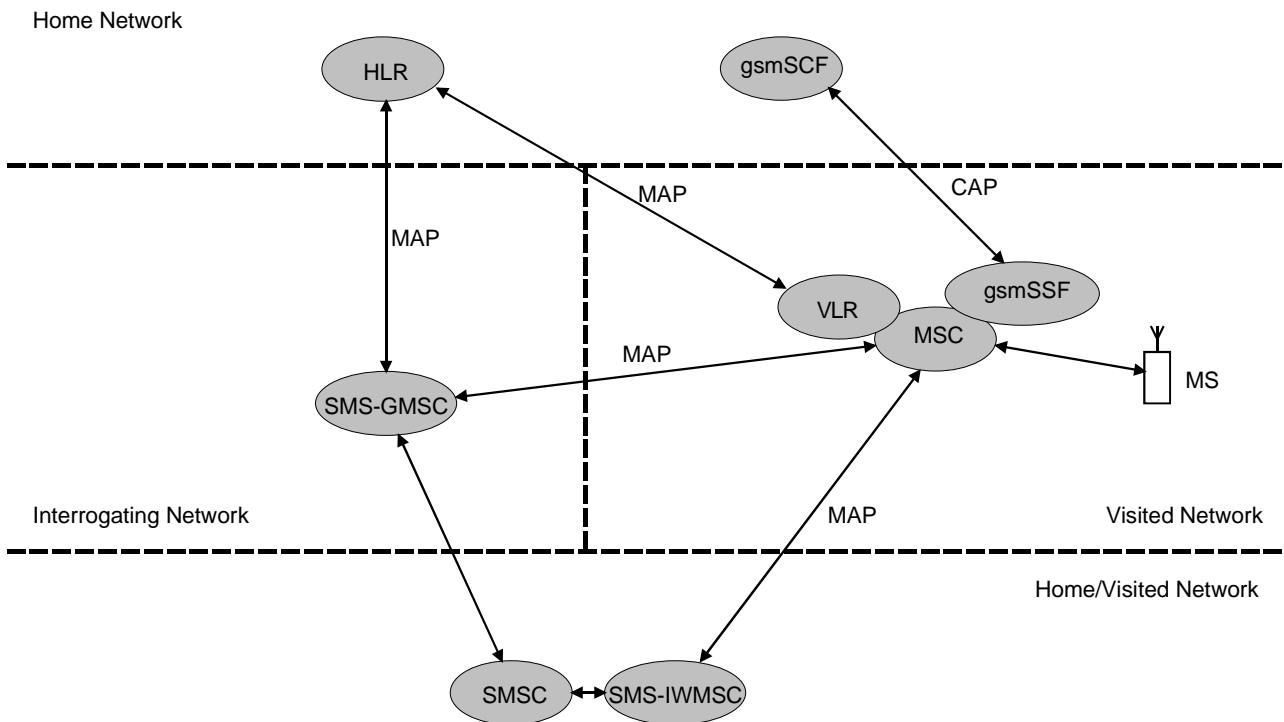 Home Network
HLR
gsmSCF
CAP
MAP
MAP
gsmSSF
VLR
MSC
MAP
MS
SMS-GMSC
Interrogating Network
MAP
Visited Network
Home/Visited Network
SMSC
SMS-IWMSC